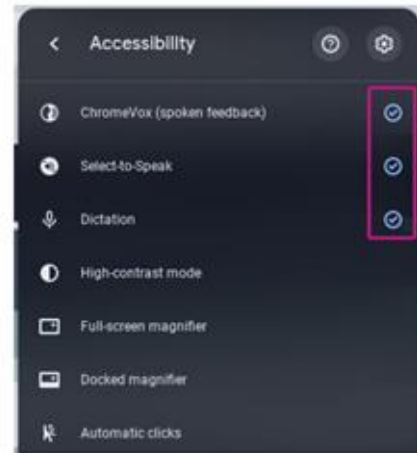 Accessibility
ChromeVox (spoken feedback)
Select-to-Speak
Dictation
High-contrast mode
Full-screen magnifier
Docked magnifier
Automatic clicks